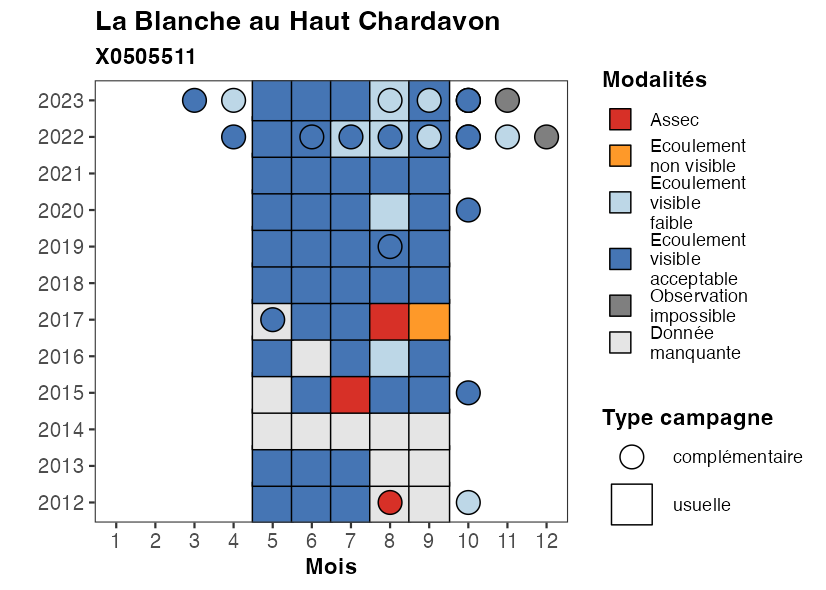 La Blanche au Haut Chardavon
X0505511
2023
2022
2021
2020
2019
2018
2017
2016
2015
2014
2013
2012
1 2 3 4 5 6 7 8 9 10 11 12
Mois
Modalités
Assec
Ecoulement
non visible
Ecoulement
visible
faible
Ecoulement
visible
acceptable
Observation
impossible
Donnée
manquante
Type campagne
complémentaire
usuelle